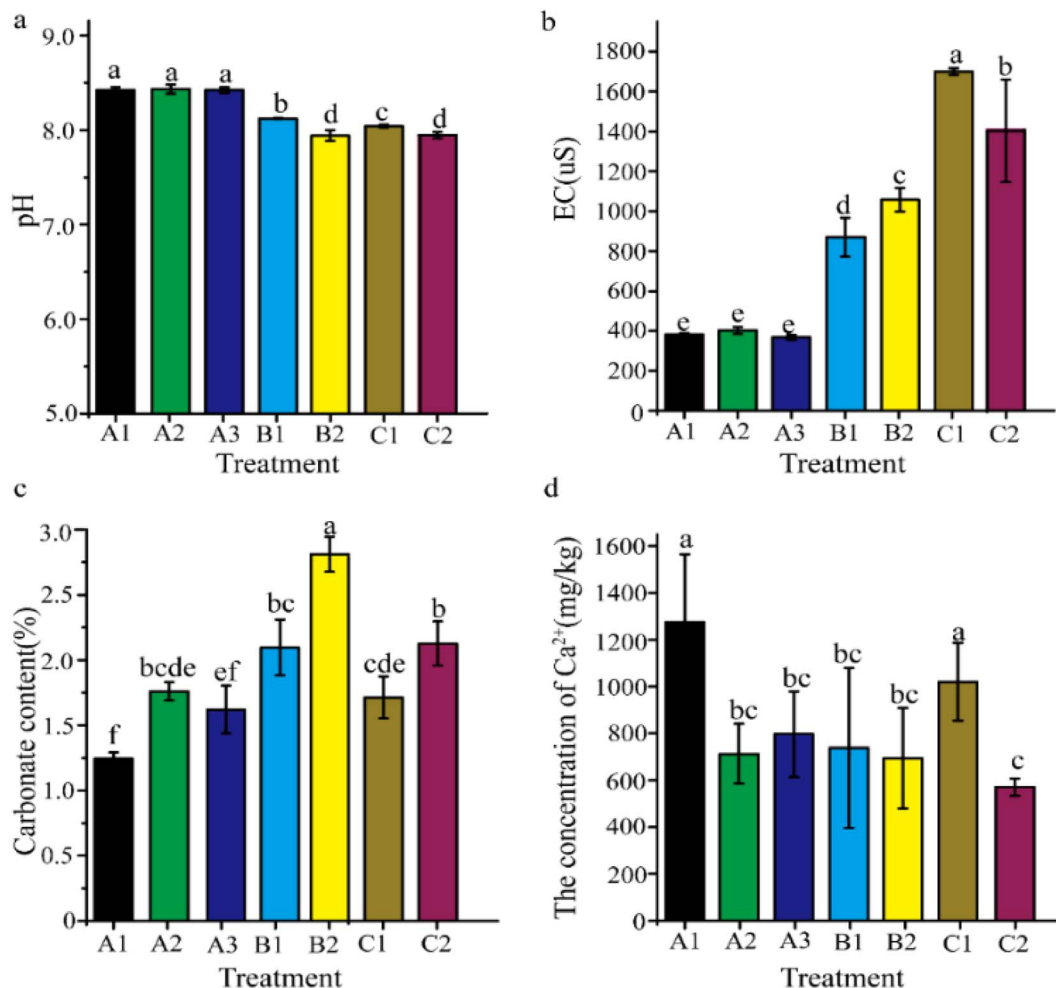 a
9.0
8.0
7.0
6.0
5.0
pH
a a a b d c d
A1 A2 A3 B1 B2 C1 C2
Treatment
b
1800
1600
1400
1200
1000
800
600
400
200
0
EC(uS)
e e e d c a b
A1 A2 A3 B1 B2 C1 C2
Treatment
c
3.0
2.5
2.0
1.5
1.0
0.5
0
Carbonate content(%)
f bcde ef bc a cde b
A1 A2 A3 B1 B2 C1 C2
Treatment
d
1600
1400
1200
1000
800
600
400
200
0
The concentration of Ca²⁺(mg/kg)
a bc bc bc bc a c
A1 A2 A3 B1 B2 C1 C2
Treatment